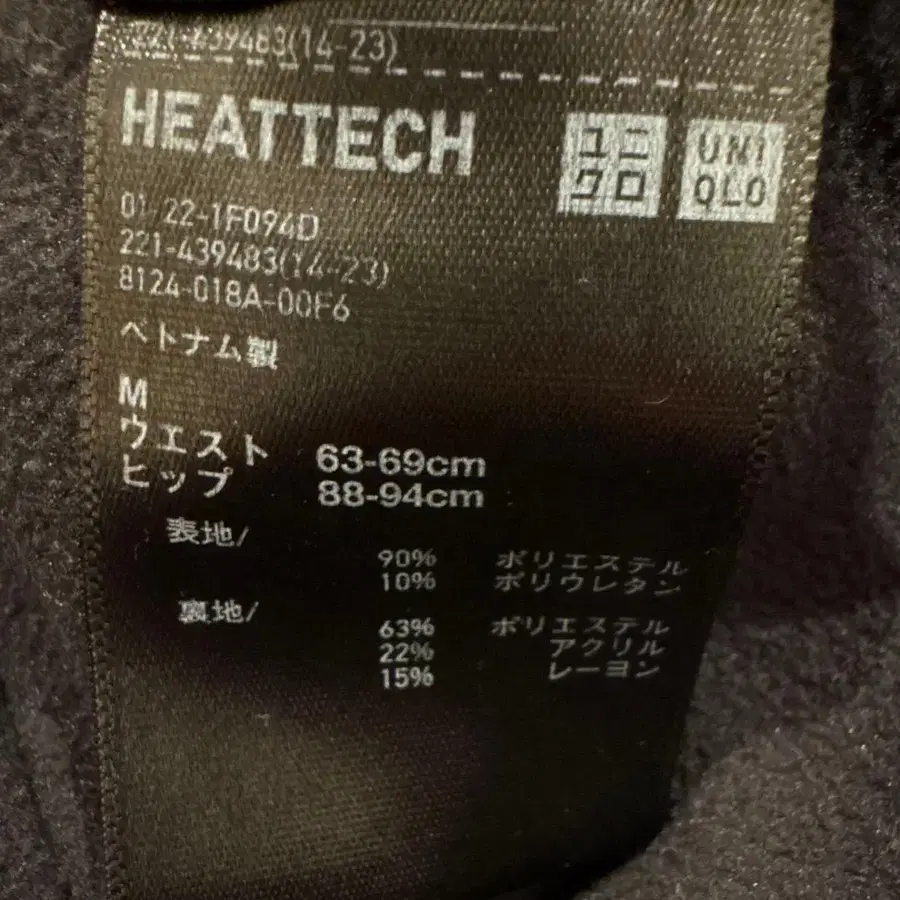 221-439483(14-23)
HEATTECH
ユニ
クロ
UNI
QLO
01-22-1F094D
221-439483(14-23)
8124-018A-00F6
ベトナム製
M
ウエスト 63-69cm
ヒップ 88-94cm
表地/
90% ポリエステル
10% ポリウレタン
裏地/
63% ポリエステル
22% アクリル
15% レーヨン